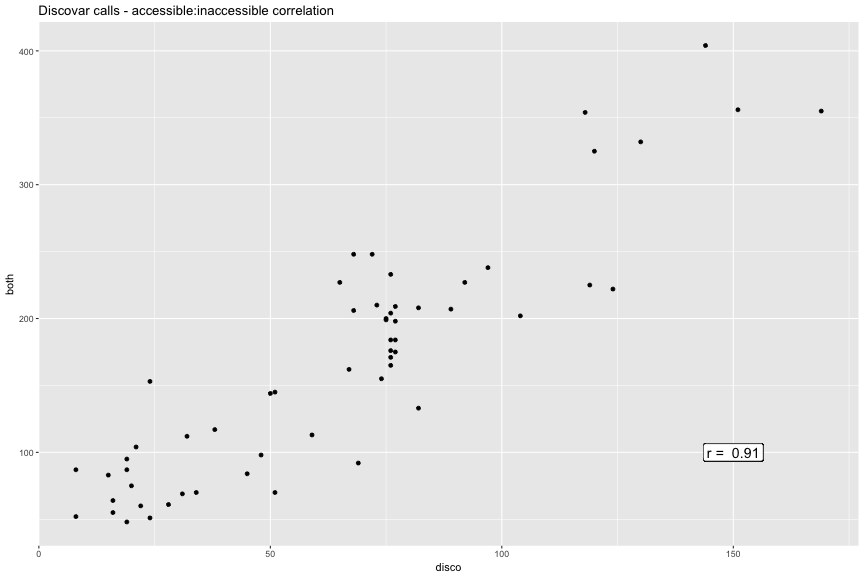 Discovar calls - accessible:inaccessible correlation
400
300
200
100
both
r = 0.91
0
50
100
150
disco